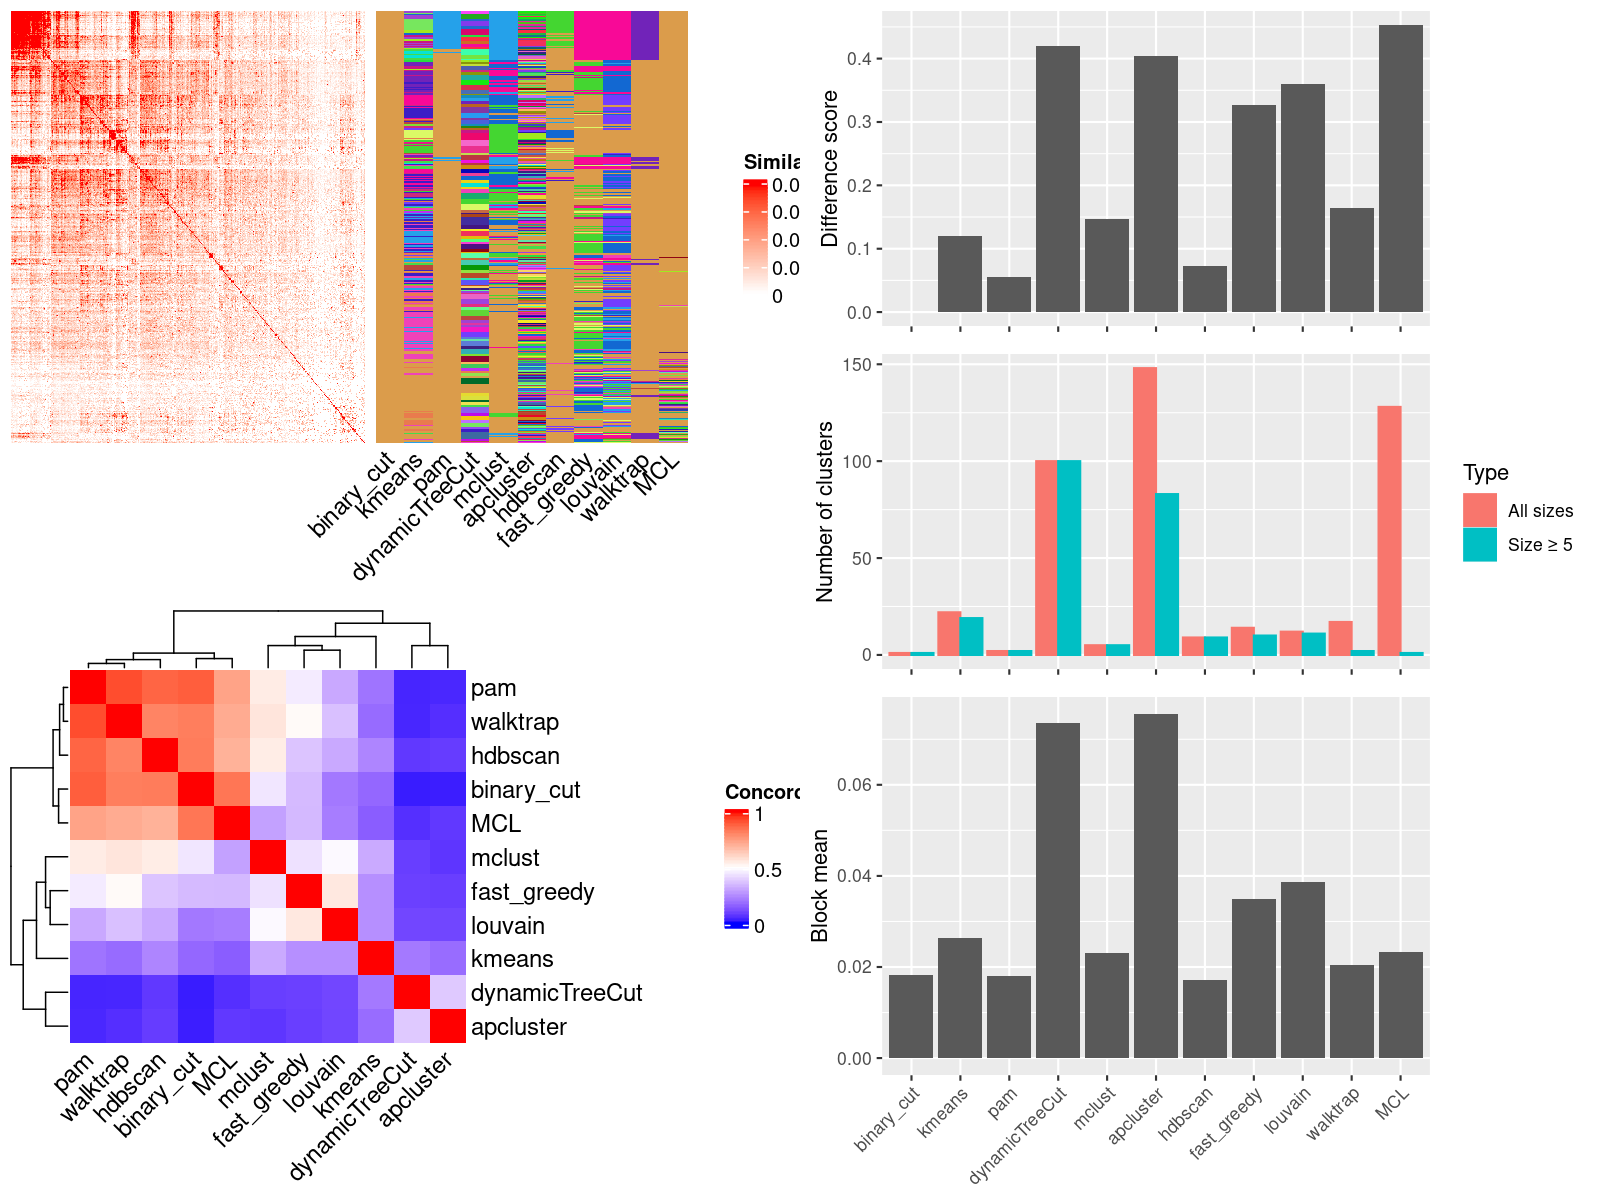 Simila
0.0
0.0
0.0
0.0
0
binary_cut
kmeans
pam
dynamicTreeCut
mclust
apcluster
hdbscan
fast_greedy
louvain
walktrap
MCL
pam
walktrap
hdbscan
binary_cut
MCL
mclust
fast_greedy
louvain
kmeans
dynamicTreeCut
apcluster
pam
walktrap
hdbscan
binary_cut
MCL
mclust
fast_greedy
louvain
kmeans
dynamicTreeCut
apcluster
Concord
1
0.5
0
Difference score
0.4
0.3
0.2
0.1
0.0
Number of clusters
150
100
50
0
Type
All sizes
Size ≥ 5
Block mean
0.06
0.04
0.02
0.00
binary_cut
kmeans
pam
dynamicTreeCut
mclust
apcluster
hdbscan
fast_greedy
louvain
walktrap
MCL